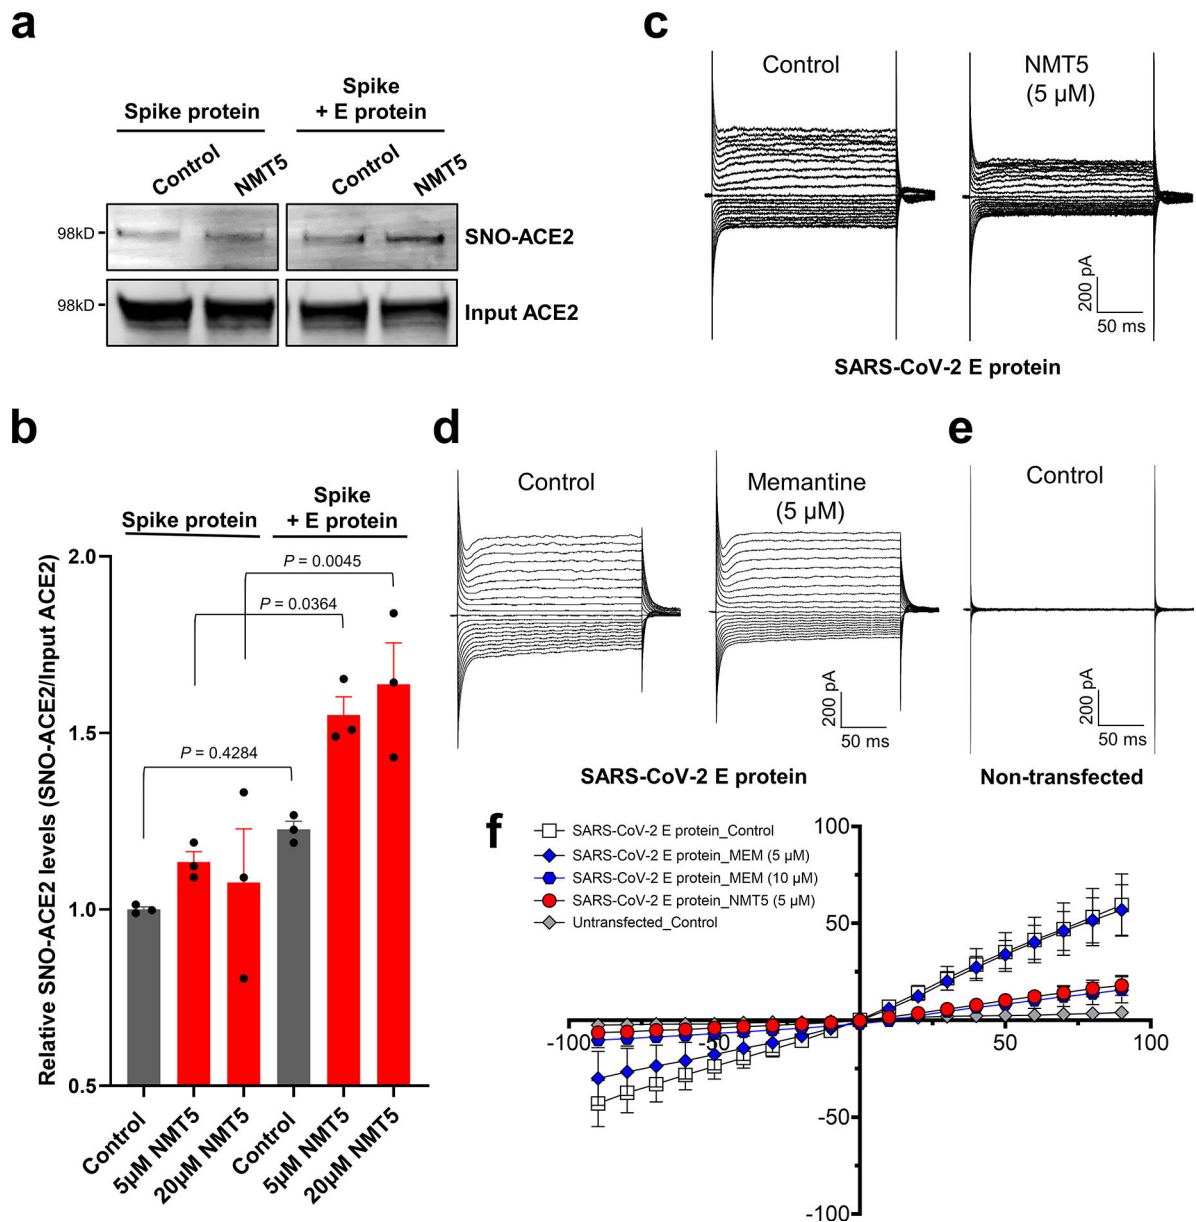 a
Spike protein
Spike
+ E protein
Control
NMT5
Control
NMT5
98kD
SNO-ACE2
98kD
Input ACE2
c
Control
NMT5
(5 µM)
200 pA
50 ms
SARS-CoV-2 E protein
b
Spike protein
Spike
+ E protein
Relative SNO-ACE2 levels (SNO-ACE2/Input ACE2)
2.0
1.5
1.0
0.5
P = 0.0045
P = 0.0364
P = 0.4284
Control
5µM NMT5
20µM NMT5
Control
5µM NMT5
20µM NMT5
d
Control
Memantine
(5 µM)
200 pA
50 ms
SARS-CoV-2 E protein
e
Control
200 pA
50 ms
Non-transfected
f
SARS-CoV-2 E protein_Control
SARS-CoV-2 E protein_MEM (5 µM)
SARS-CoV-2 E protein_MEM (10 µM)
SARS-CoV-2 E protein_NMT5 (5 µM)
Untransfected_Control
100
50
-100
-50
50
100
-50
-100